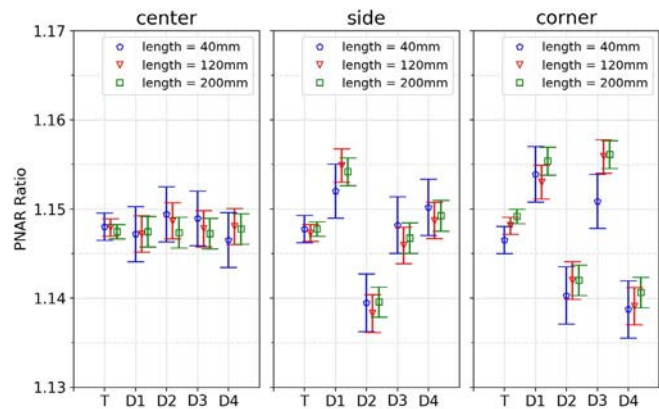 center
side
corner
PNAR Ratio
1.17
1.16
1.15
1.14
1.13
length = 40mm
length = 120mm
length = 200mm
length = 40mm
length = 120mm
length = 200mm
length = 40mm
length = 120mm
length = 200mm
T D1 D2 D3 D4
T D1 D2 D3 D4
T D1 D2 D3 D4